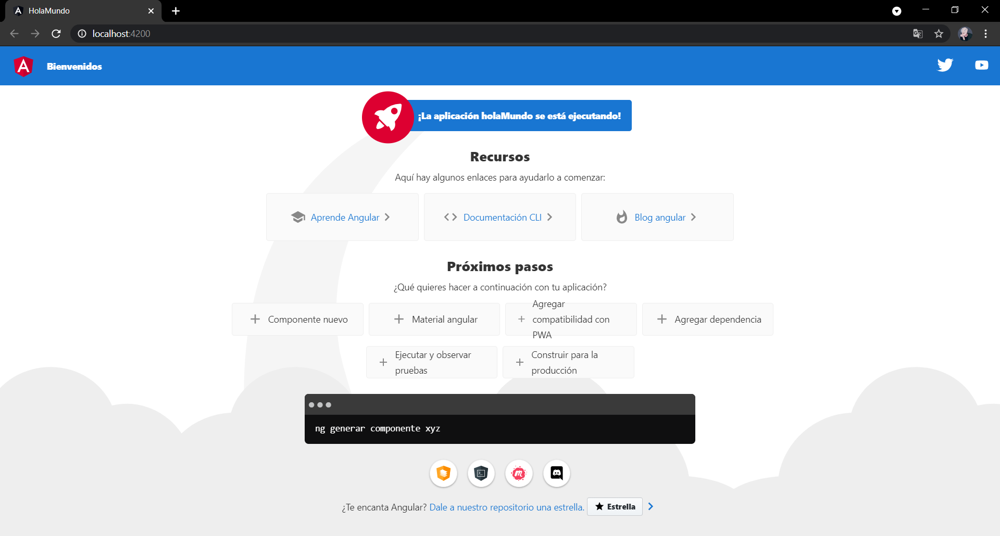 HolaMundo
localhost:4200
Bienvenidos
¡La aplicación holaMundo se está ejecutando!
Recursos
Aquí hay algunos enlaces para ayudarlo a comenzar:
Aprende Angular
Documentación CLI
Blog angular
Próximos pasos
¿Qué quieres hacer a continuación con tu aplicación?
Componente nuevo
Material angular
Agregar
compatibilidad con
PWA
Agregar dependencia
Ejecutar y observar
pruebas
Construir para la
producción
ng generar componente xyz
¿Te encanta Angular? Dale a nuestro repositorio una estrella. Estrella